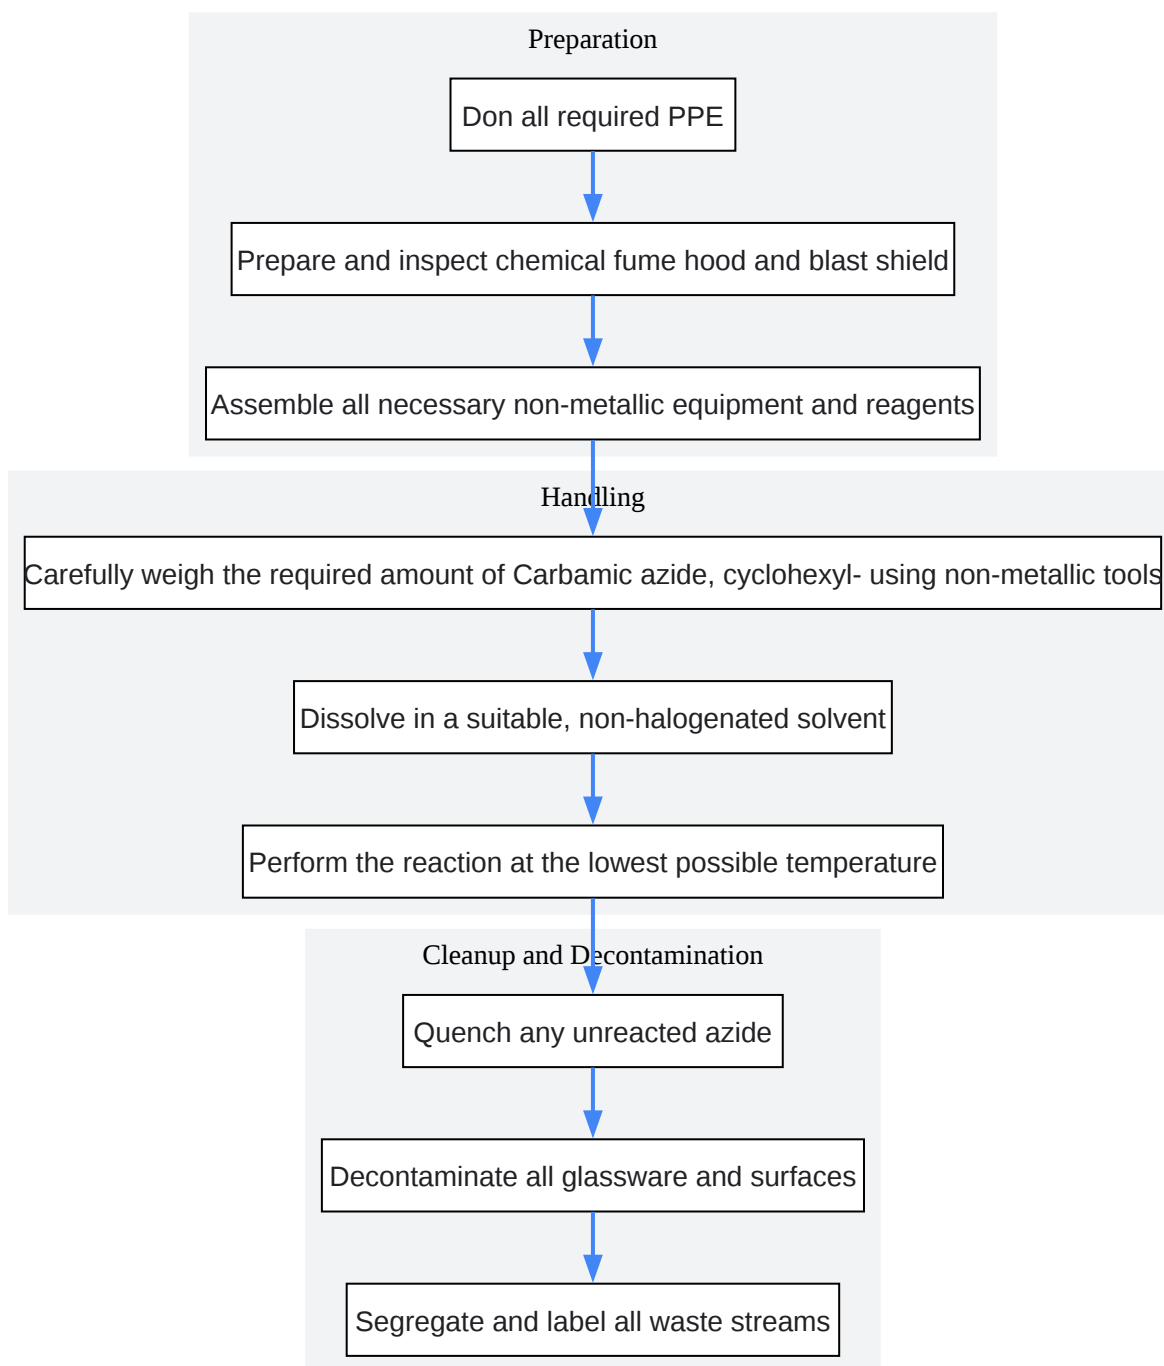 Preparation
Don all required PPE
Prepare and inspect chemical fume hood and blast shield
Assemble all necessary non-metallic equipment and reagents
Handling
Carefully weigh the required amount of Carbamic azide, cyclohexyl- using non-metallic tools
Dissolve in a suitable, non-halogenated solvent
Perform the reaction at the lowest possible temperature
Cleanup and Decontamination
Quench any unreacted azide
Decontaminate all glassware and surfaces
Segregate and label all waste streams